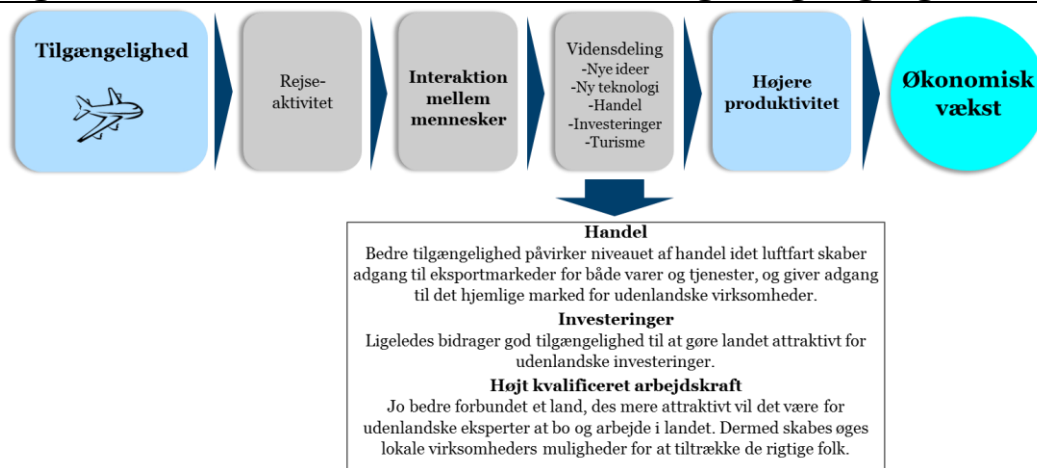 Tilgængelighed
Rejse-
aktivitet
Interaktion
mellem
mennesker
Vidensdeling
-Nye ideer
-Ny teknologi
-Handel
-Investeringer
-Turisme
Højere
produktivitet
Økonomisk
vækst
Handel
Bedre tilgængelighed påvirker niveauet af handel idet luftfart skaber
adgang til eksportmarkeder for både varer og tjenester, og giver adgang
til det hjemlige marked for udenlandske virksomheder.
Investeringer
Ligeledes bidrager god tilgængelighed til at gøre landet attraktivt for
udenlandske investeringer.
Højt kvalificeret arbejdskraft
Jo bedre forbundet et land, des mere attraktivt vil det være for
udenlandske eksperter at bo og arbejde i landet. Dermed skabes øges
lokale virksomheders muligheder for at tiltrække de rigtige folk.